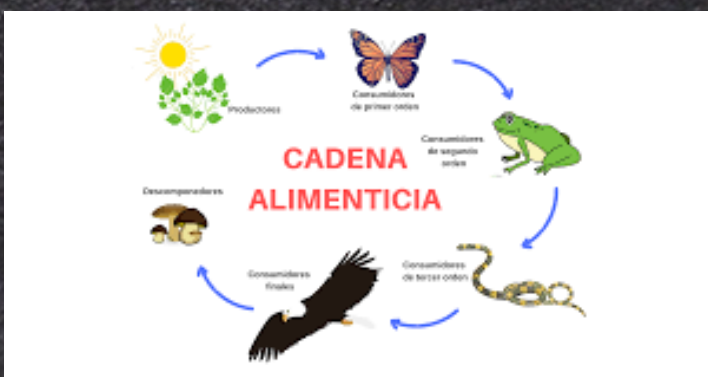 Productores
Consumidores
de primer orden
Consumidores
de segundo
orden
CADENA
ALIMENTICIA
Descomponedores
Consumidores
de tercer orden
Consumidores
finales